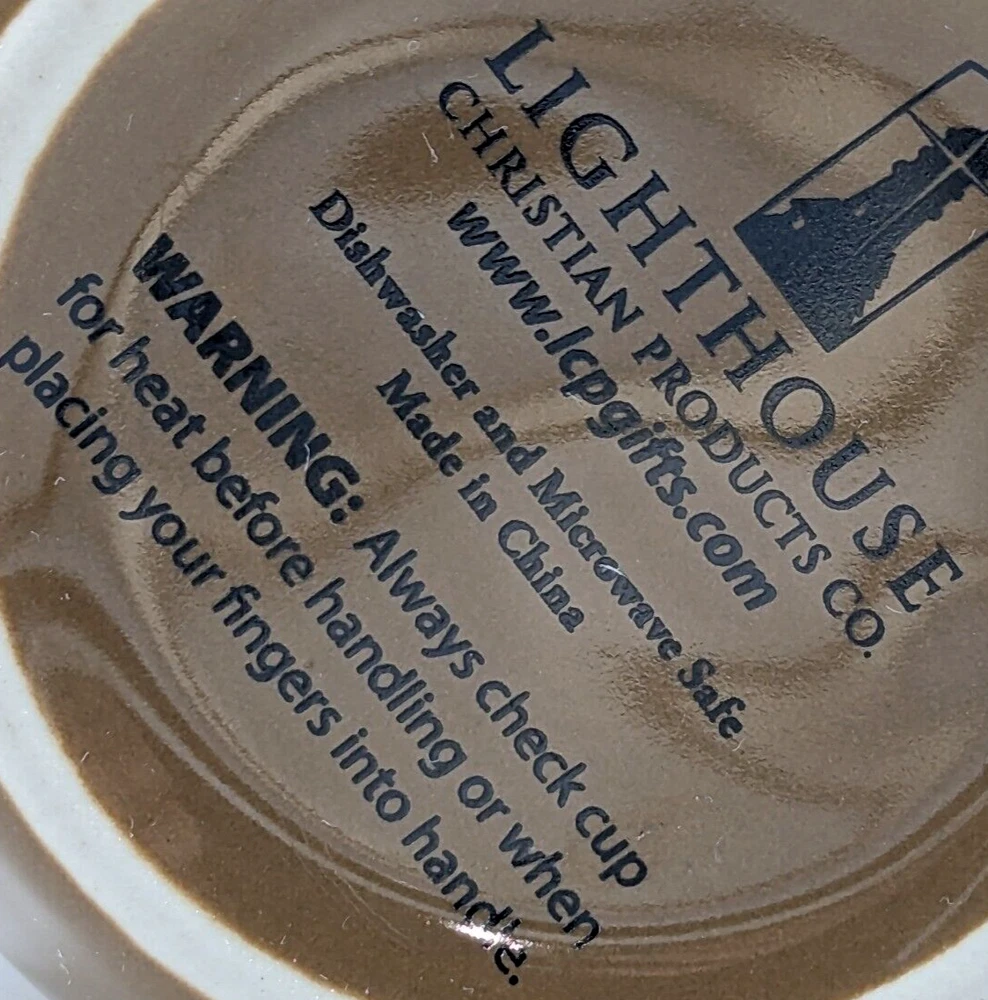 LIGHTHOUSE
CHRISTIAN PRODUCTS CO.
www.lcpgifts.com
Dishwasher and Microwave Safe
Made in China
WARNING: Always check cup
for heat before handling or when
placing your fingers into handle.